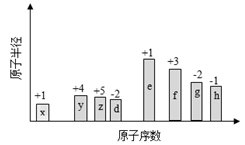 原子半径
+1 +4 +5 -2 +1 +3 -2 -1
x y z d e f g h
原子序数